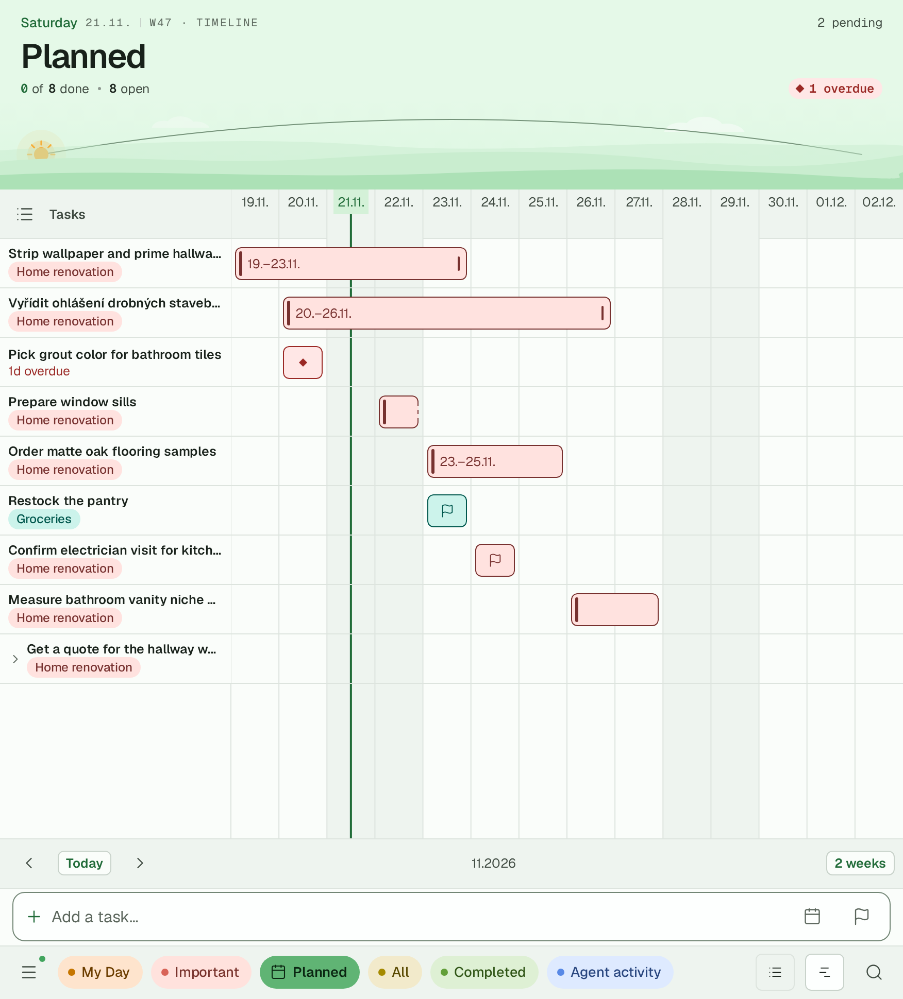 Saturday 21.11. W47 · TIMELINE
2 pending
Planned
0 of 8 done • 8 open
1 overdue
Tasks
19.11. 20.11. 21.11. 22.11. 23.11. 24.11. 25.11. 26.11. 27.11. 28.11. 29.11. 30.11. 01.12. 02.12.
Strip wallpaper and prime hallwa...
Home renovation
19.–23.11.
Vyřídit ohlášení drobných staveb...
Home renovation
20.–26.11.
Pick grout color for bathroom tiles
1d overdue
Prepare window sills
Home renovation
Order matte oak flooring samples
Home renovation
23.–25.11.
Restock the pantry
Groceries
Confirm electrician visit for kitch...
Home renovation
Measure bathroom vanity niche ...
Home renovation
Get a quote for the hallway w...
Home renovation
Today
11.2026
2 weeks
Add a task...
My Day Important Planned All Completed Agent activity